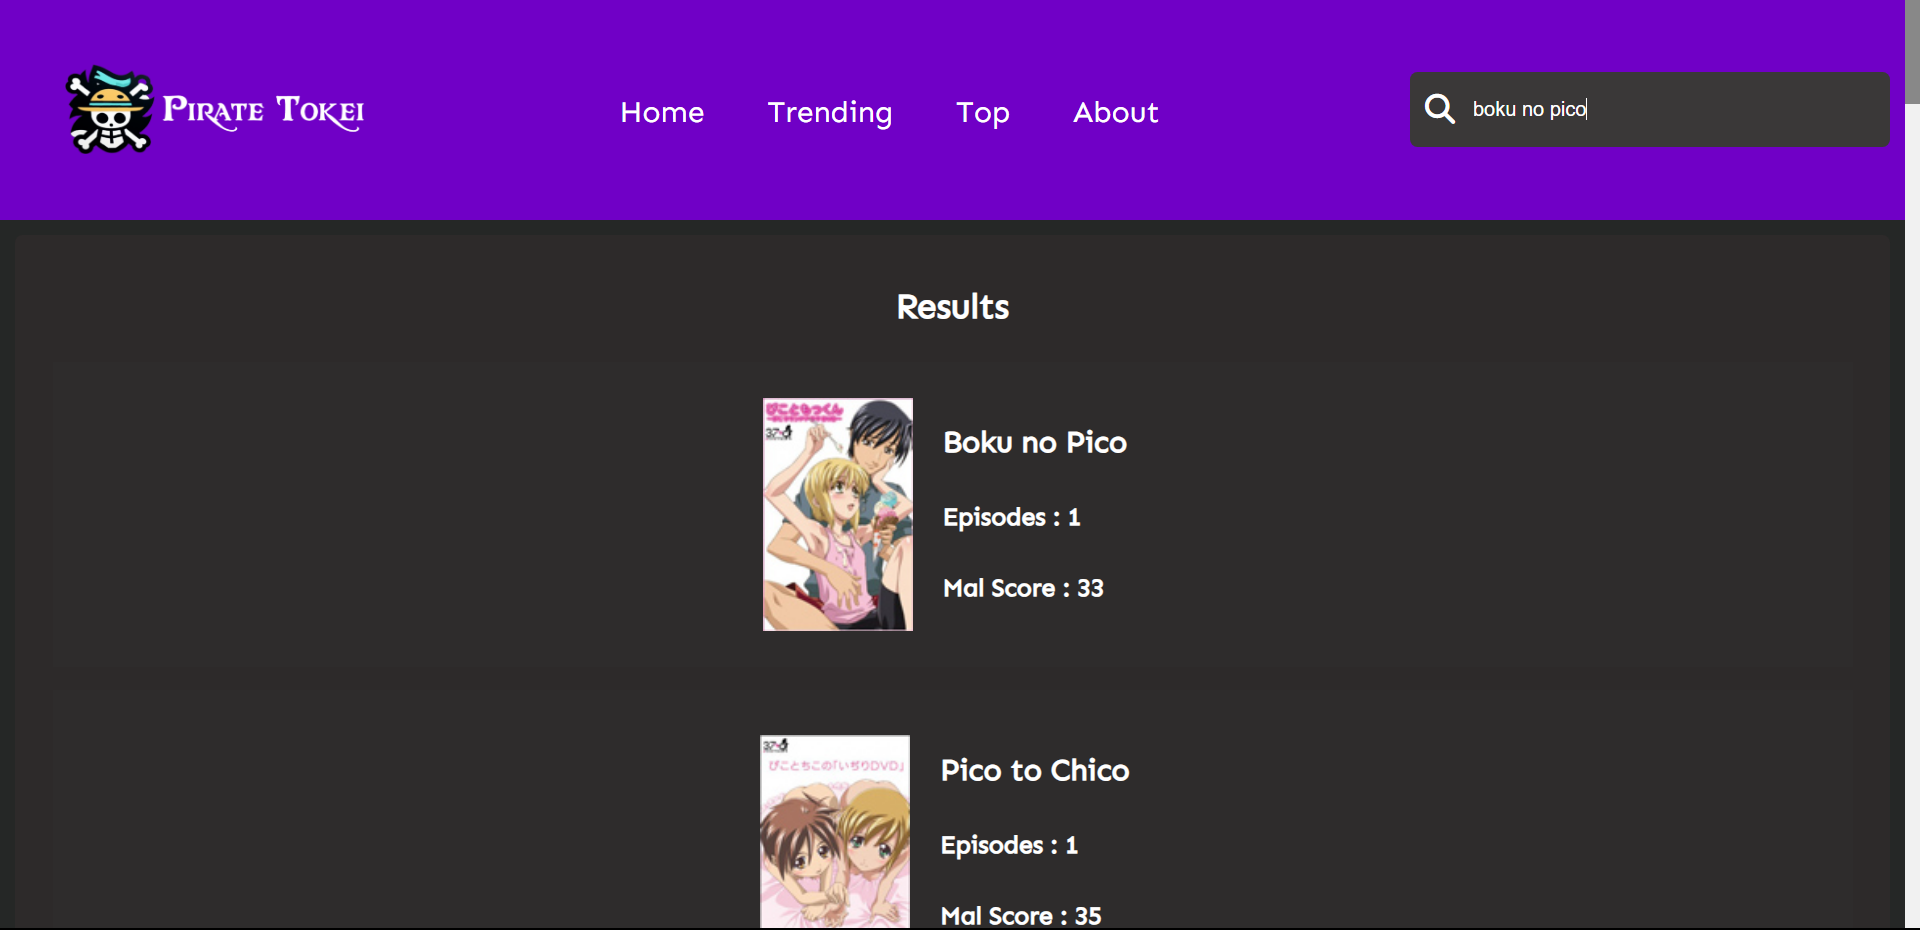 PIRATE TOKEI
Home
Trending
Top
About
boku no pico
Results
Boku no Pico
Episodes : 1
Mal Score : 33
Pico to Chico
Episodes : 1
Mal Score : 35